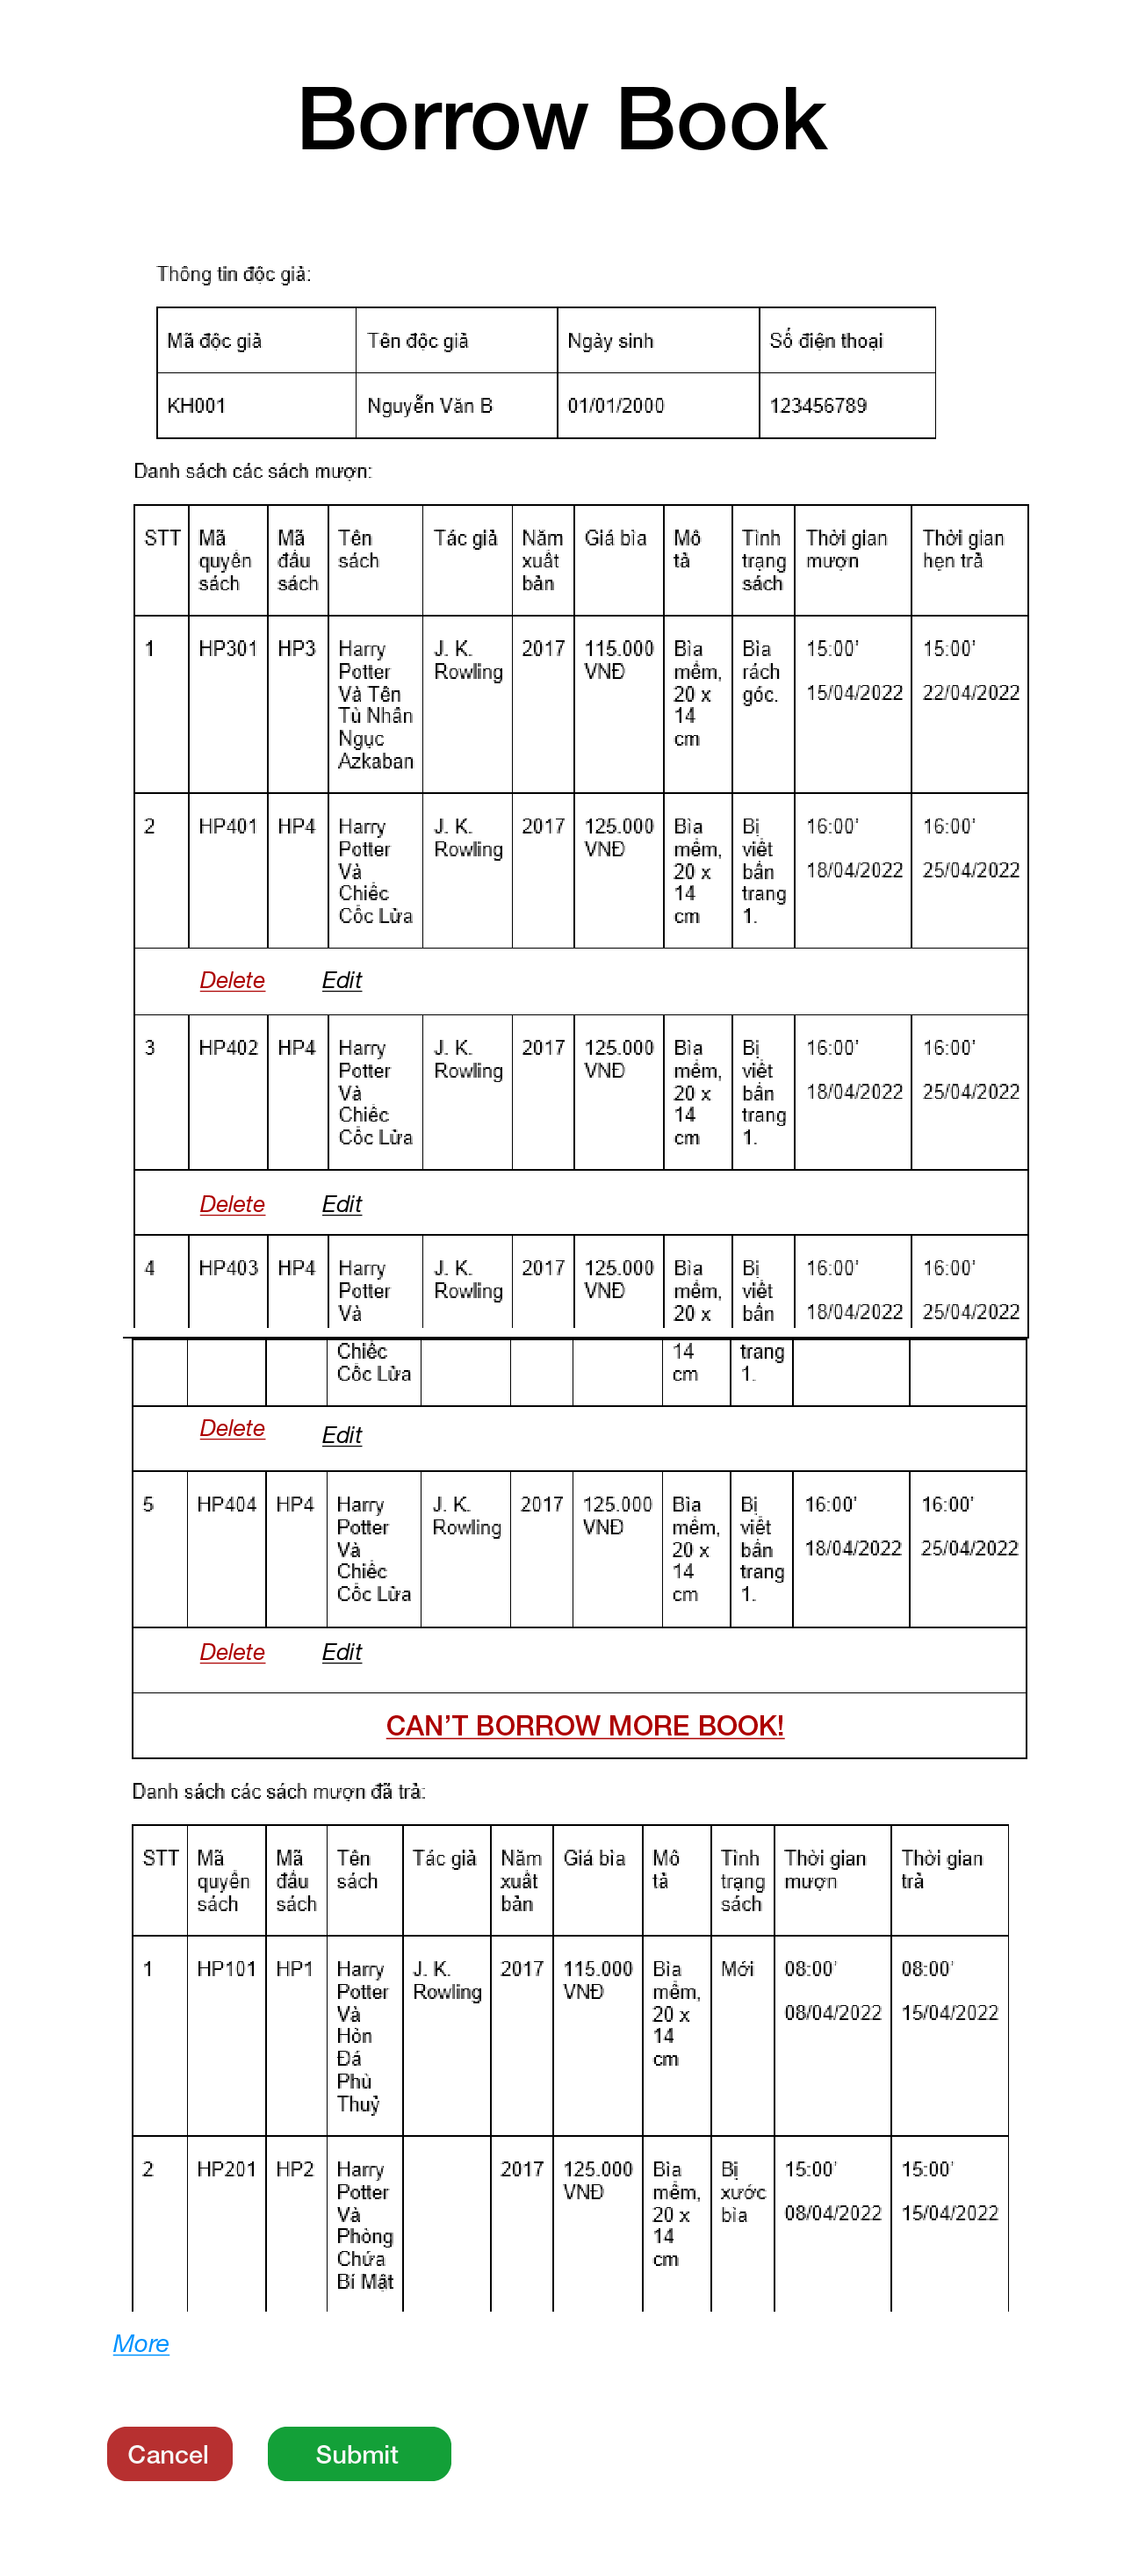 Borrow Book
Thông tin độc giả:
Mã độc giả Tên độc giả Ngày sinh Số điện thoại
KH001 Nguyễn Văn B 01/01/2000 123456789
Danh sách các sách mượn:
STT Mã Mã Tên Tác giả Năm Giá bìa Mô Tình Thời gian Thời gian
quyển đầu sách xuất tả trạng mượn hẹn trả
sách sách bản sách
1 HP301 HP3 Harry J. K. 2017 115.000 Bìa Bìa 15:00’ 15:00’
Potter Rowling VNĐ mềm, rách
Và Tên 20 x góc. 15/04/2022 22/04/2022
Tù Nhân 14
Ngục cm
Azkaban
2 HP401 HP4 Harry J. K. 2017 125.000 Bìa Bị 16:00’ 16:00’
Potter Rowling VNĐ mềm, viết
Và 20 x bẩn 18/04/2022 25/04/2022
Chiếc 14 trang
Cốc Lửa cm 1.
Delete Edit
3 HP402 HP4 Harry J. K. 2017 125.000 Bìa Bị 16:00’ 16:00’
Potter Rowling VNĐ mềm, viết
Và 20 x bẩn 18/04/2022 25/04/2022
Chiếc 14 trang
Cốc Lửa cm 1.
Delete Edit
4 HP403 HP4 Harry J. K. 2017 125.000 Bìa Bị 16:00’ 16:00’
Potter Rowling VNĐ mềm, viết
Và 20 x bẩn 18/04/2022 25/04/2022
Chiếc 14 trang
Cốc Lửa cm 1.
Delete Edit
5 HP404 HP4 Harry J. K. 2017 125.000 Bìa Bị 16:00’ 16:00’
Potter Rowling VNĐ mềm, viết
Và 20 x bẩn 18/04/2022 25/04/2022
Chiếc 14 trang
Cốc Lửa cm 1.
Delete Edit
CAN’T BORROW MORE BOOK!
Danh sách các sách mượn đã trả:
STT Mã Mã Tên Tác giả Năm Giá bìa Mô Tình Thời gian Thời gian
quyển đầu sách xuất tả trạng mượn trả
sách sách bản sách
1 HP101 HP1 Harry J. K. 2017 115.000 Bìa Mới 08:00’ 08:00’
Potter Rowling VNĐ mềm,
Và 20 x 08/04/2022 15/04/2022
Hòn 14
Đá cm
Phù
Thuỷ
2 HP201 HP2 Harry 2017 125.000 Bìa Bị 15:00’ 15:00’
Potter VNĐ mềm, xước
Và 20 x bìa 08/04/2022 15/04/2022
Phòng 14
Chứa cm
Bí Mật
More
Cancel Submit